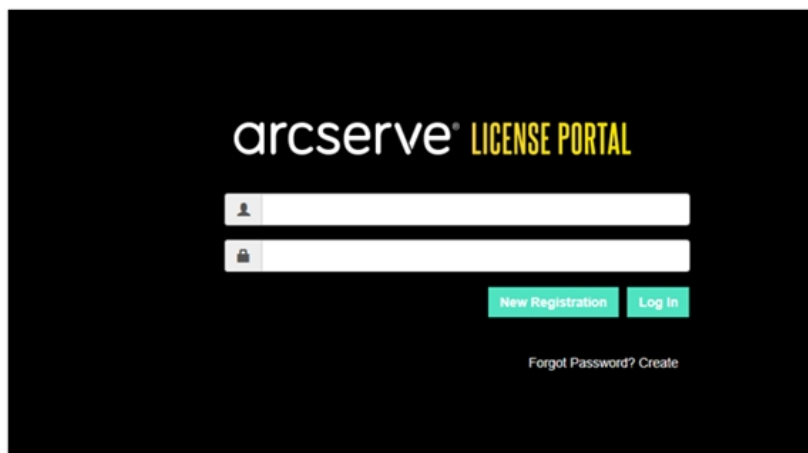 arcserve® LICENSE PORTAL
New Registration Log In
Forgot Password? Create